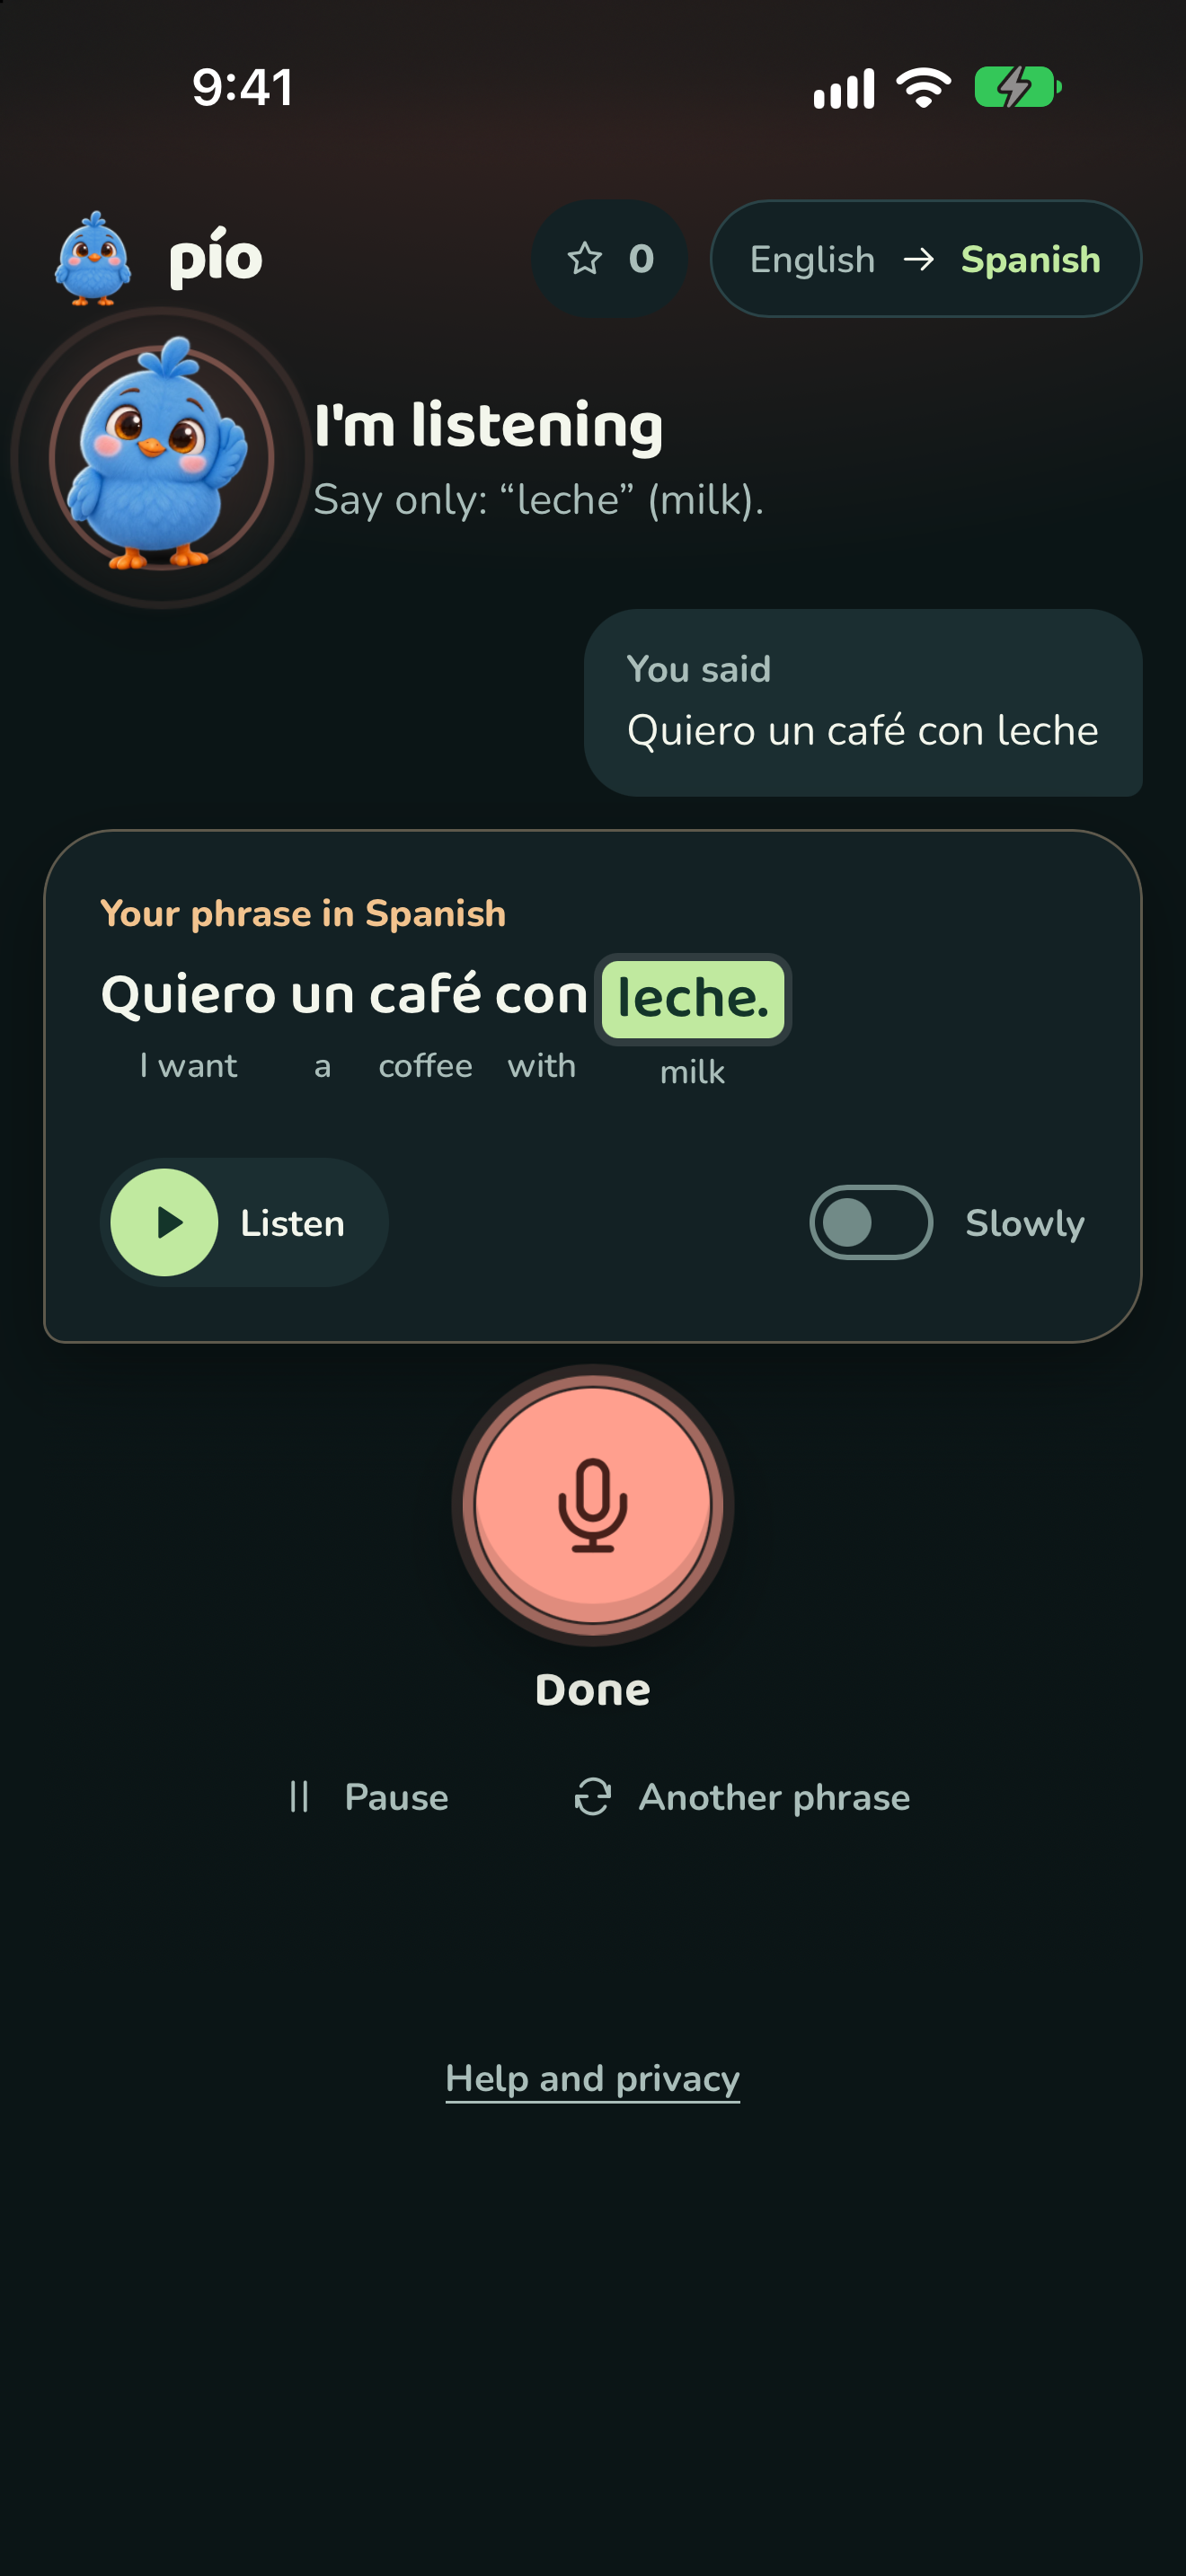 9:41
pío
0
English → Spanish
I'm listening
Say only: “leche” (milk).
You said
Quiero un café con leche
Your phrase in Spanish
Quiero un café con leche.
I want a coffee with milk
Listen
Slowly
Done
Pause
Another phrase
Help and privacy